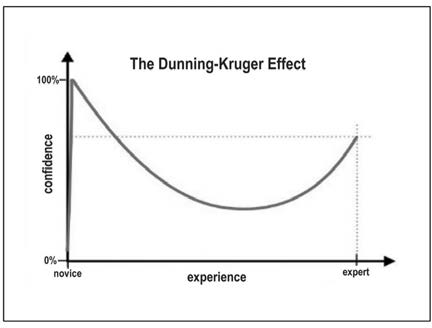 The Dunning-Kruger Effect
100%
confidence
0%
novice
experience
expert